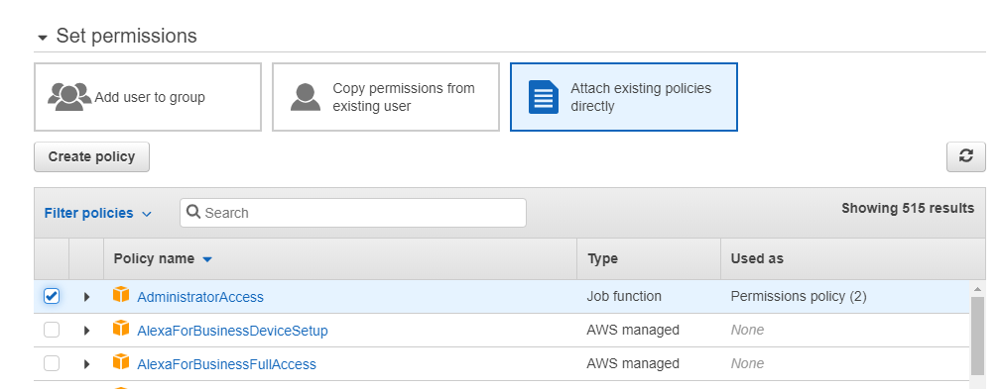 Set permissions
Add user to group
Copy permissions from
existing user
Attach existing policies
directly
Create policy
Filter policies
Search
Showing 515 results
Policy name
Type
Used as
AdministratorAccess
Job function
Permissions policy (2)
AlexaForBusinessDeviceSetup
AWS managed
None
AlexaForBusinessFullAccess
AWS managed
None